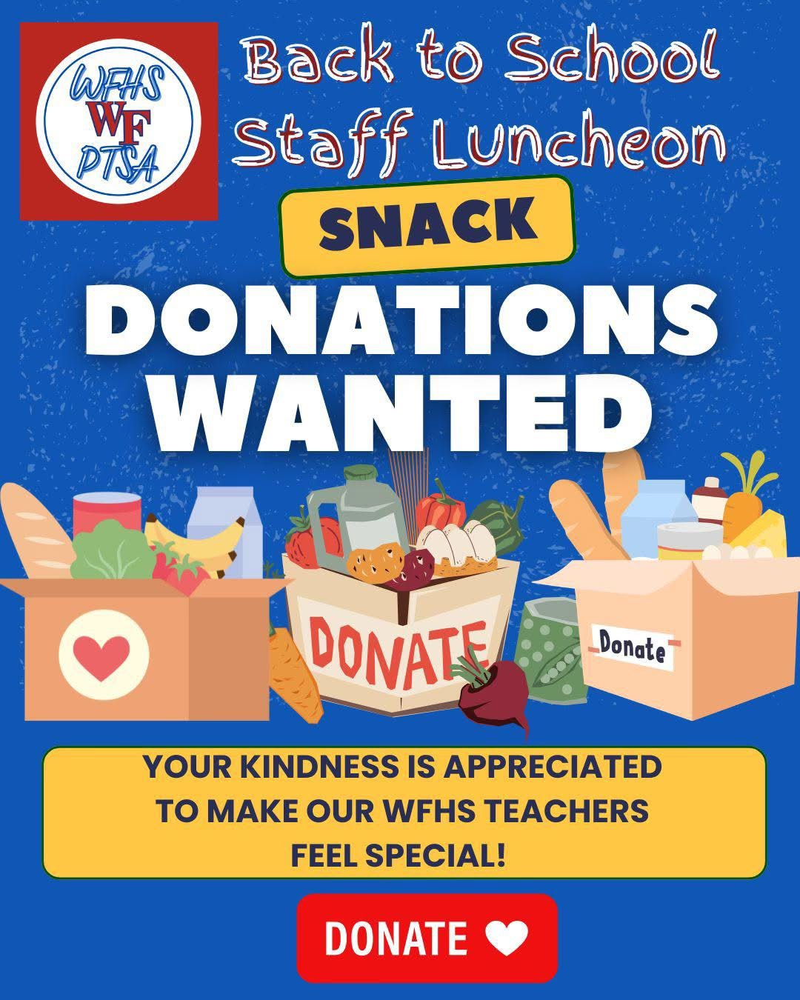 WFHS
WF
PTSA
Back to School
Staff Luncheon
SNACK
DONATIONS
WANTED
DONATE
Donate
YOUR KINDNESS IS APPRECIATED
TO MAKE OUR WFHS TEACHERS
FEEL SPECIAL!
DONATE